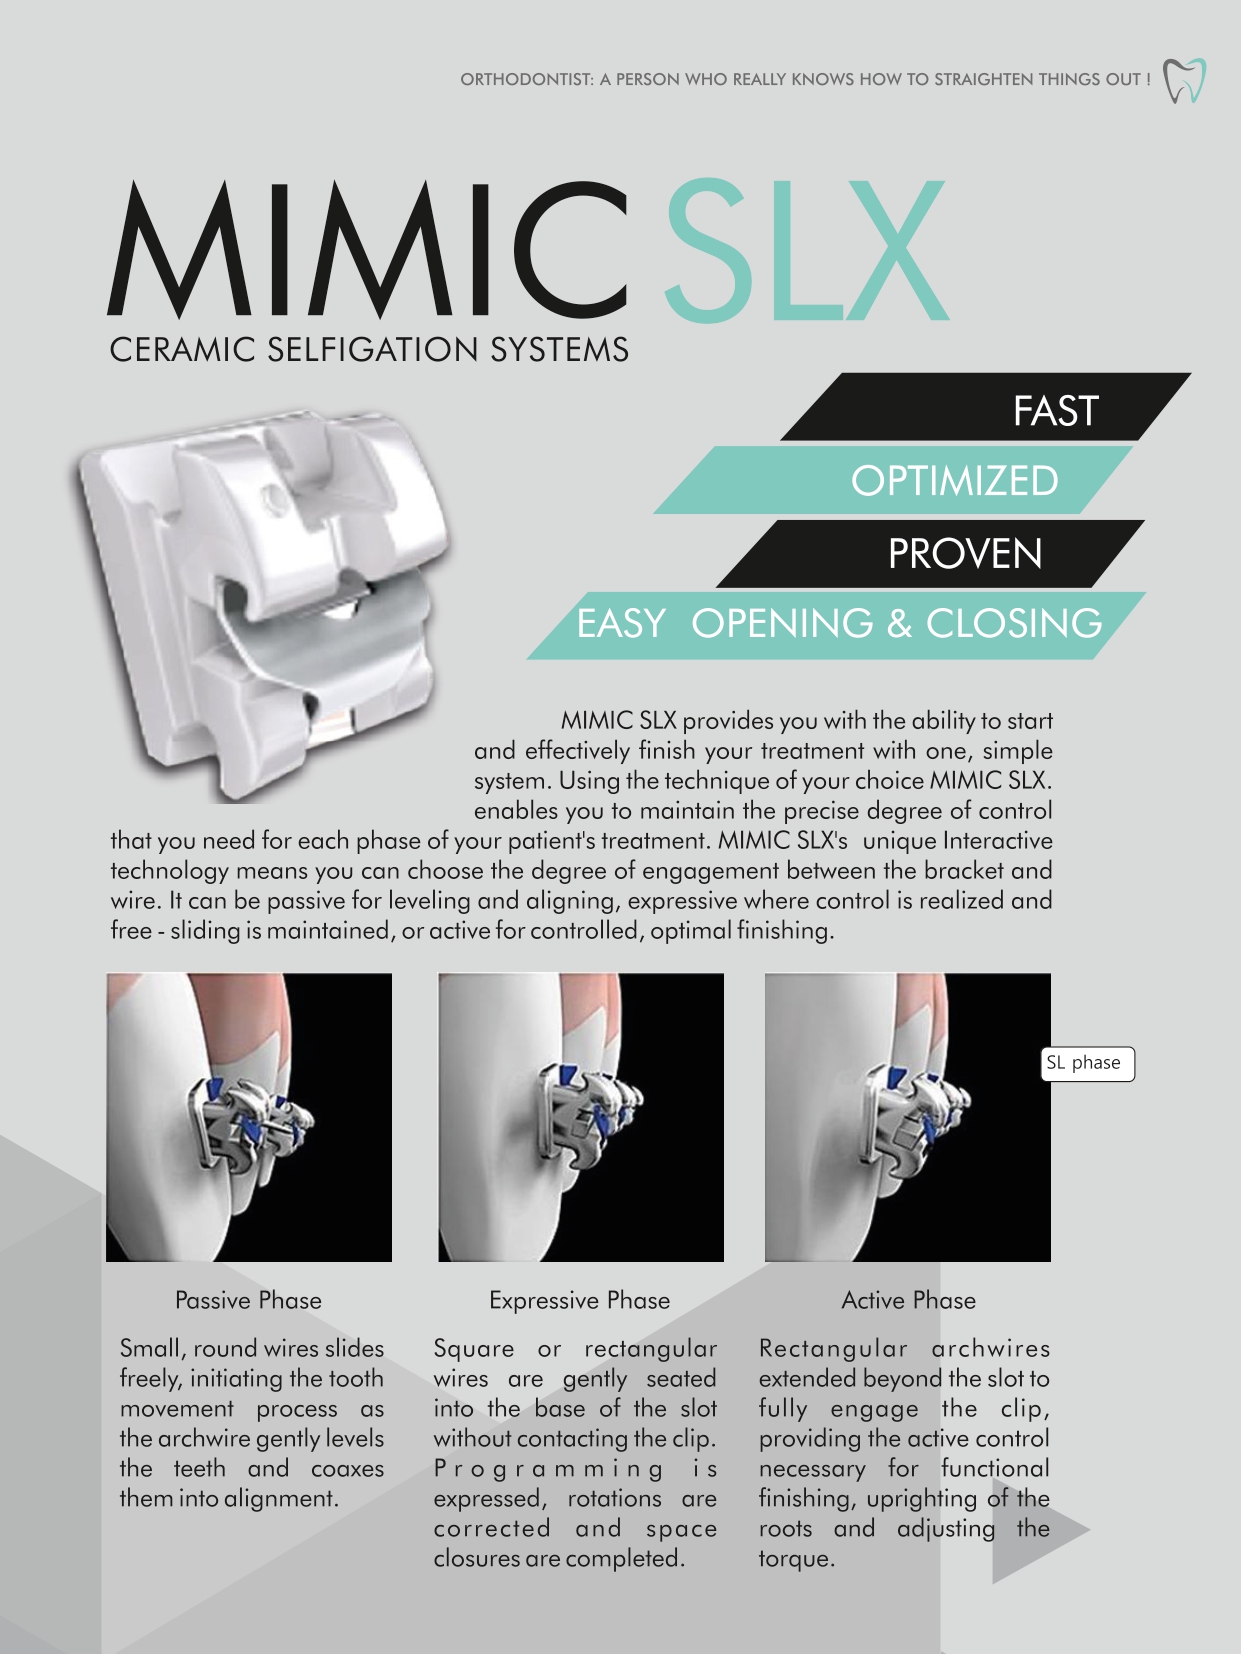 ORTHODONTIST: A PERSON WHO REALLY KNOWS HOW TO STRAIGHTEN THINGS OUT !
MIMIC SLX
CERAMIC SELFIGATION SYSTEMS
FAST
OPTIMIZED
PROVEN
EASY OPENING & CLOSING
MIMIC SLX provides you with the ability to start
and effectively finish your treatment with one, simple
system. Using the technique of your choice MIMIC SLX.
enables you to maintain the precise degree of control
that you need for each phase of your patient's treatment. MIMIC SLX's unique Interactive
technology means you can choose the degree of engagement between the bracket and
wire. It can be passive for leveling and aligning, expressive where control is realized and
free - sliding is maintained, or active for controlled, optimal finishing.
SL phase
Passive Phase
Small, round wires slides
freely, initiating the tooth
movement process as
the archwire gently levels
the teeth and coaxes
them into alignment.
Expressive Phase
Square or rectangular
wires are gently seated
into the base of the slot
without contacting the clip.
Programming is
expressed, rotations are
corrected and space
closures are completed.
Active Phase
Rectangular archwires
extended beyond the slot to
fully engage the clip,
providing the active control
necessary for functional
finishing, uprighting of the
roots and adjusting the
torque.